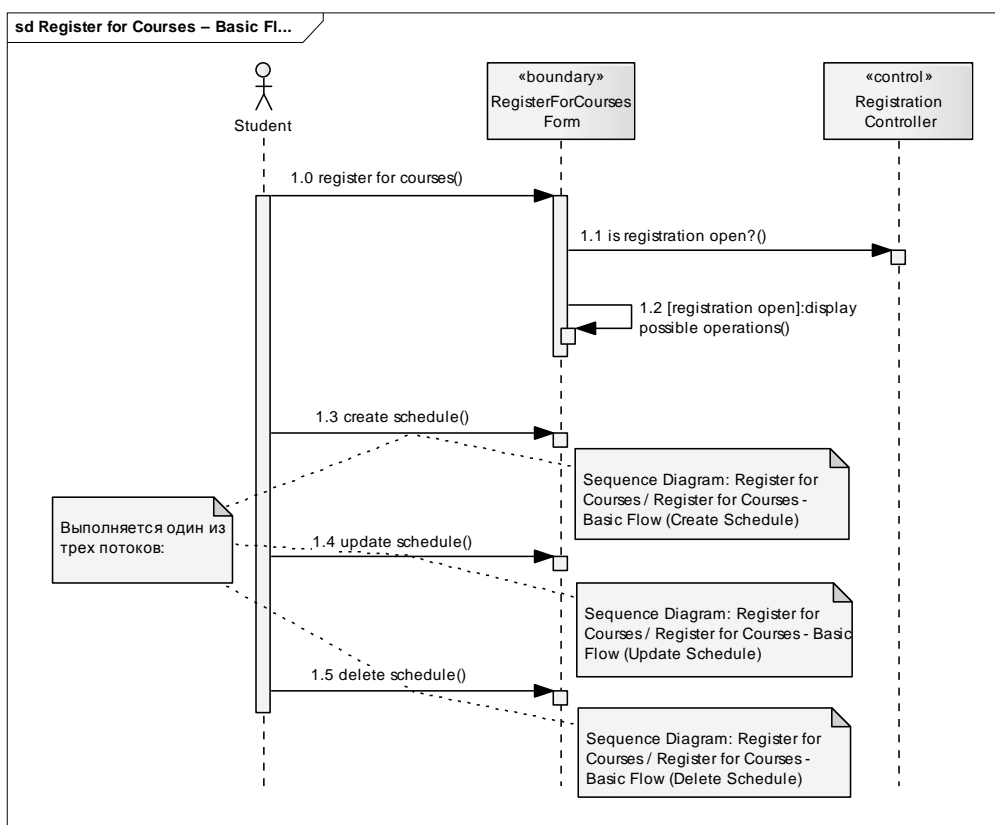 sd Register for Courses – Basic Fl...
Student
«boundary»
RegisterForCourses
Form
«control»
Registration
Controller
1.0 register for courses()
1.1 is registration open?()
1.2 [registration open]:display
possible operations()
1.3 create schedule()
Sequence Diagram: Register for
Courses / Register for Courses -
Basic Flow (Create Schedule)
Выполняется один из
трех потоков:
1.4 update schedule()
Sequence Diagram: Register for
Courses / Register for Courses - Basic
Flow (Update Schedule)
1.5 delete schedule()
Sequence Diagram: Register for
Courses / Register for Courses -
Basic Flow (Delete Schedule)